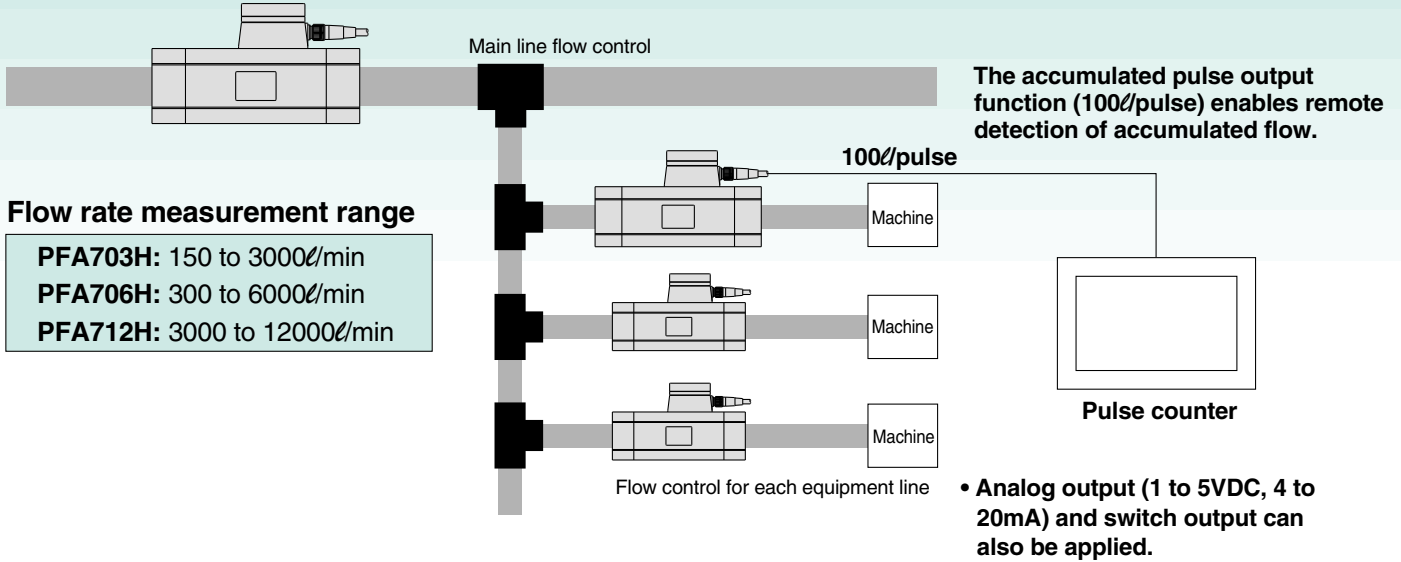 Main line flow control
The accumulated pulse output
function (100ℓ/pulse) enables remote
detection of accumulated flow.
100ℓ/pulse
Machine
Flow rate measurement range
PFA703H: 150 to 3000ℓ/min
PFA706H: 300 to 6000ℓ/min
PFA712H: 3000 to 12000ℓ/min
Machine
Pulse counter
Machine
Flow control for each equipment line
• Analog output (1 to 5VDC, 4 to
20mA) and switch output can
also be applied.